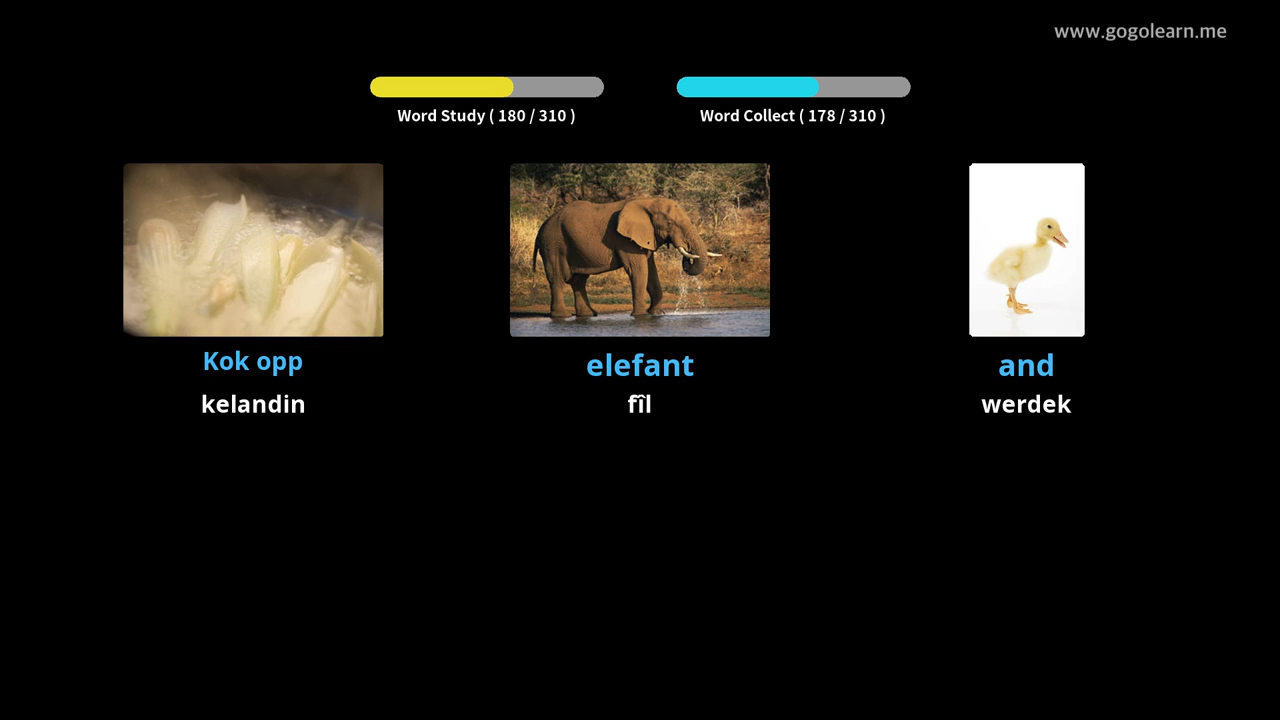 www.gogolearn.me
Word Study ( 180 / 310 )
Word Collect ( 178 / 310 )
Kok opp
kelandin
elefant
fîl
and
werdek